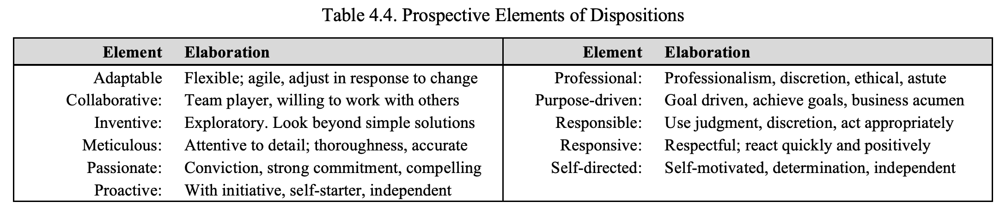 Table 4.4. Prospective Elements of Dispositions
Element Elaboration Element Elaboration
Adaptable Flexible; agile, adjust in response to change Professional: Professionalism, discretion, ethical, astute
Collaborative: Team player, willing to work with others Purpose-driven: Goal driven, achieve goals, business acumen
Inventive: Exploratory. Look beyond simple solutions Responsible: Use judgment, discretion, act appropriately
Meticulous: Attentive to detail; thoroughness, accurate Responsive: Respectful; react quickly and positively
Passionate: Conviction, strong commitment, compelling Self-directed: Self-motivated, determination, independent
Proactive: With initiative, self-starter, independent